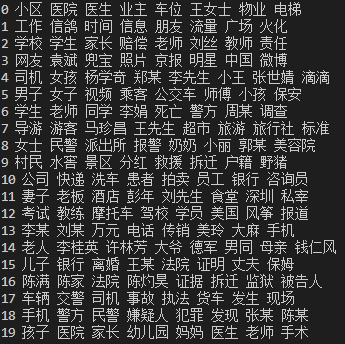 0 小区 医院 医生 业主 车位 王女士 物业 电梯
1 工作 信鸽 时间 信息 朋友 流量 广场 火化
2 学校 学生 家长 赔偿 老师 刘丝 教师 责任
3 网友 袁斌 兜宝 照片 京报 明星 中国 微博
4 司机 女孩 杨学奇 郑某 李先生 小王 张世婧 滴滴
5 男子 女子 视频 乘客 公交车 师傅 小孩 保安
6 学生 老师 同学 李娟 死亡 警方 周某 调查
7 导游 游客 马珍昌 王先生 超市 旅游 旅行社 标准
8 女士 民警 派出所 报警 奶奶 小丽 郭某 美容院
9 村民 水窖 景区 分红 救援 拆迁 户籍 野猪
10 公司 快递 洗车 患者 拍卖 员工 银行 咨询员
11 妻子 老板 酒店 彭年 刘先生 食堂 深圳 私宰
12 考试 教练 摩托车 驾校 学员 美国 风筝 报道
13 李某 刘某 万元 电话 传销 美玲 大麻 手机
14 老人 李桂英 许林芳 大爷 德军 男同 母亲 钱仁风
15 儿子 银行 离婚 王某 法院 证明 丈夫 保姆
16 陈满 陈家 法院 陈灼昊 证据 拆迁 监狱 被告人
17 车辆 交警 司机 事故 执法 货车 发生 现场
18 手机 警方 民警 嫌疑人 犯罪 发现 张某 陈某
19 孩子 医院 家长 幼儿园 妈妈 医生 老师 手术